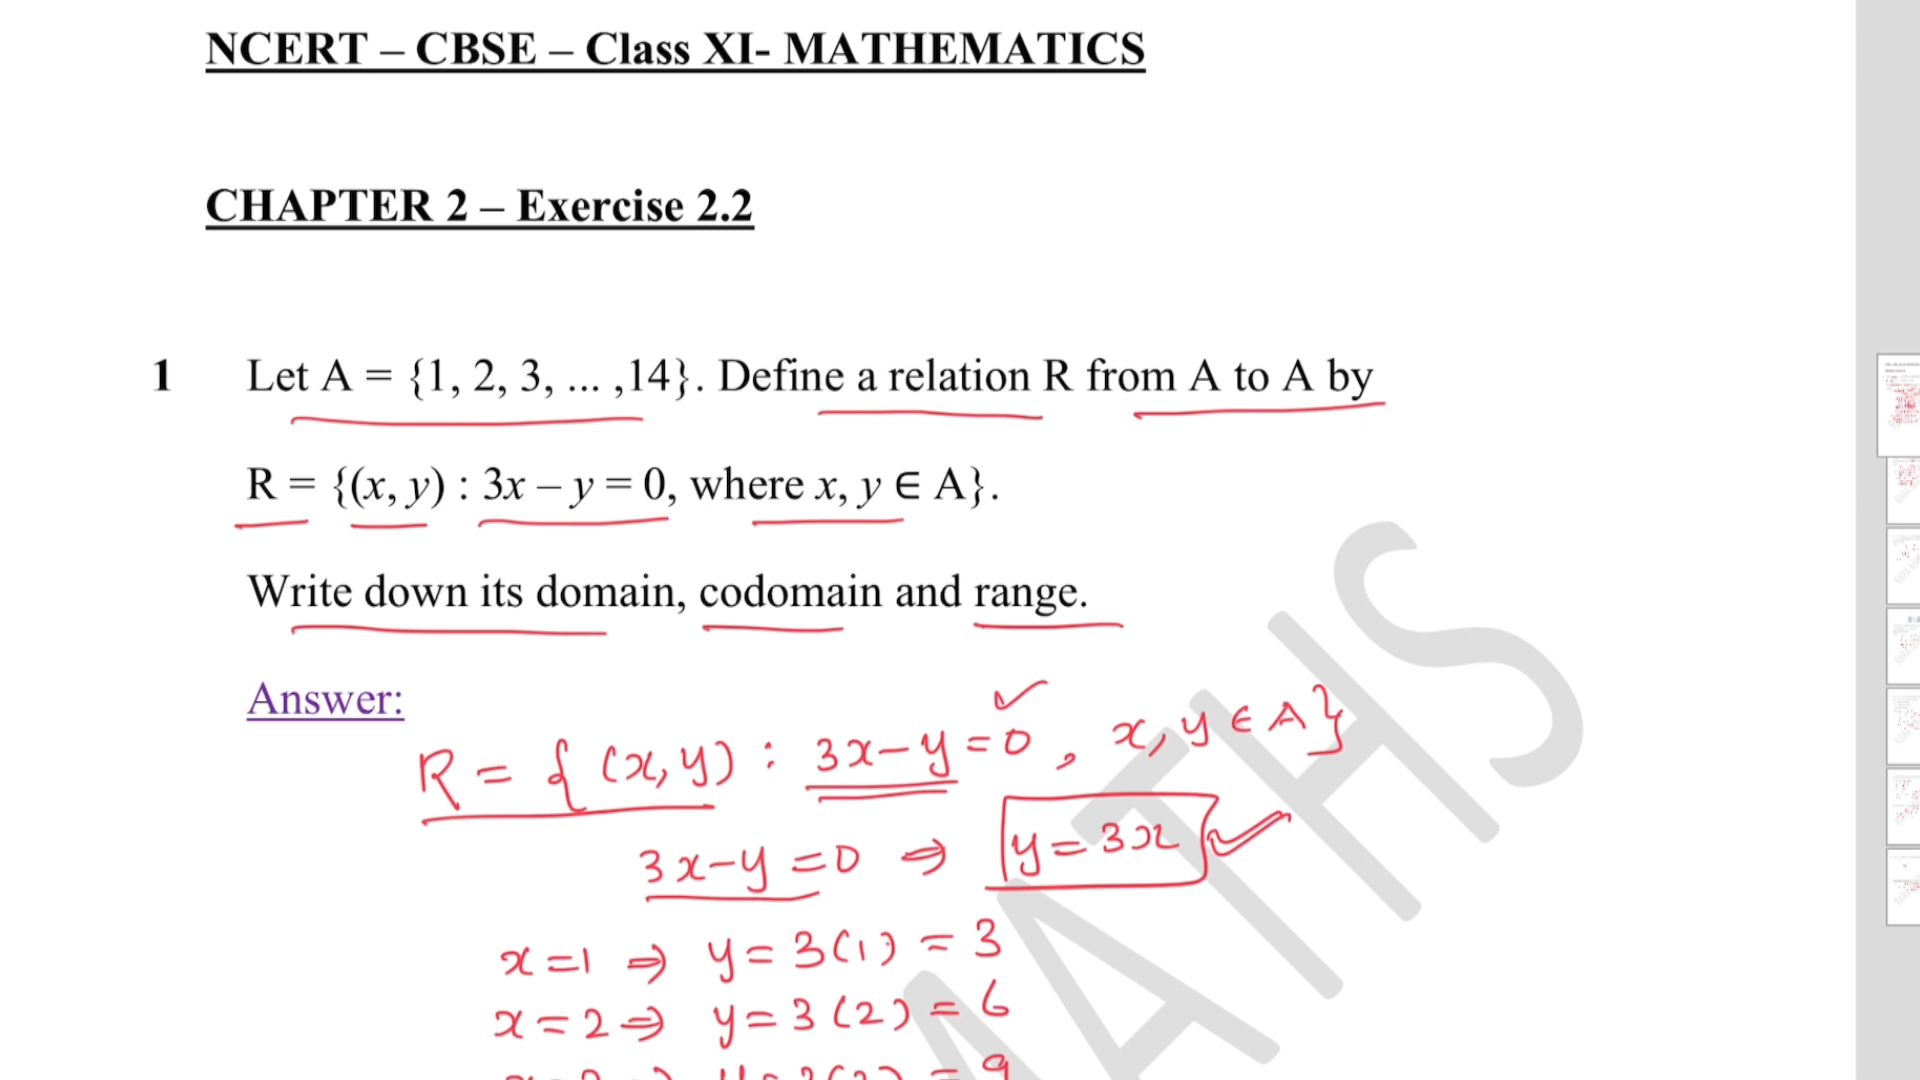 NCERT – CBSE – Class XI- MATHEMATICS
CHAPTER 2 – Exercise 2.2
1 Let A = {1, 2, 3, ... ,14}. Define a relation R from A to A by
R = {(x, y) : 3x – y = 0, where x, y ∈ A}.
Write down its domain, codomain and range.
Answer:
R = { (x, y) : 3x-y = 0 , x, y ∈ A }
3x-y = 0 ⇒ y = 3x
x = 1 ⇒ y = 3(1) = 3
x = 2 ⇒ y = 3(2) = 6
= 9
MATHS